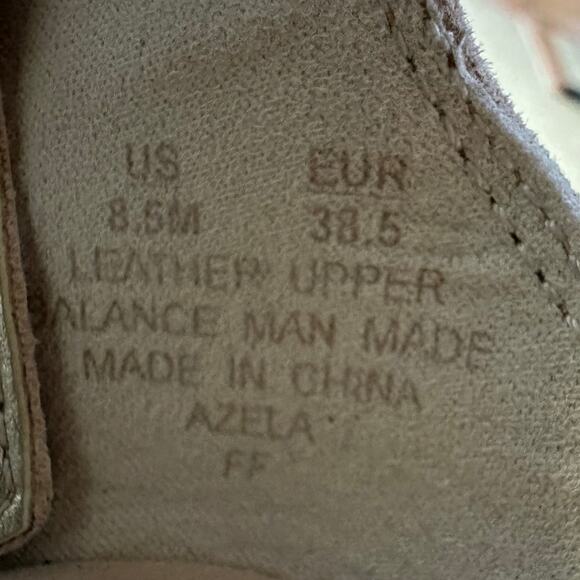 US EUR
8.5M 38.5
LEATHER UPPER
BALANCE MAN MADE
MADE IN CHINA
AZELA
FF